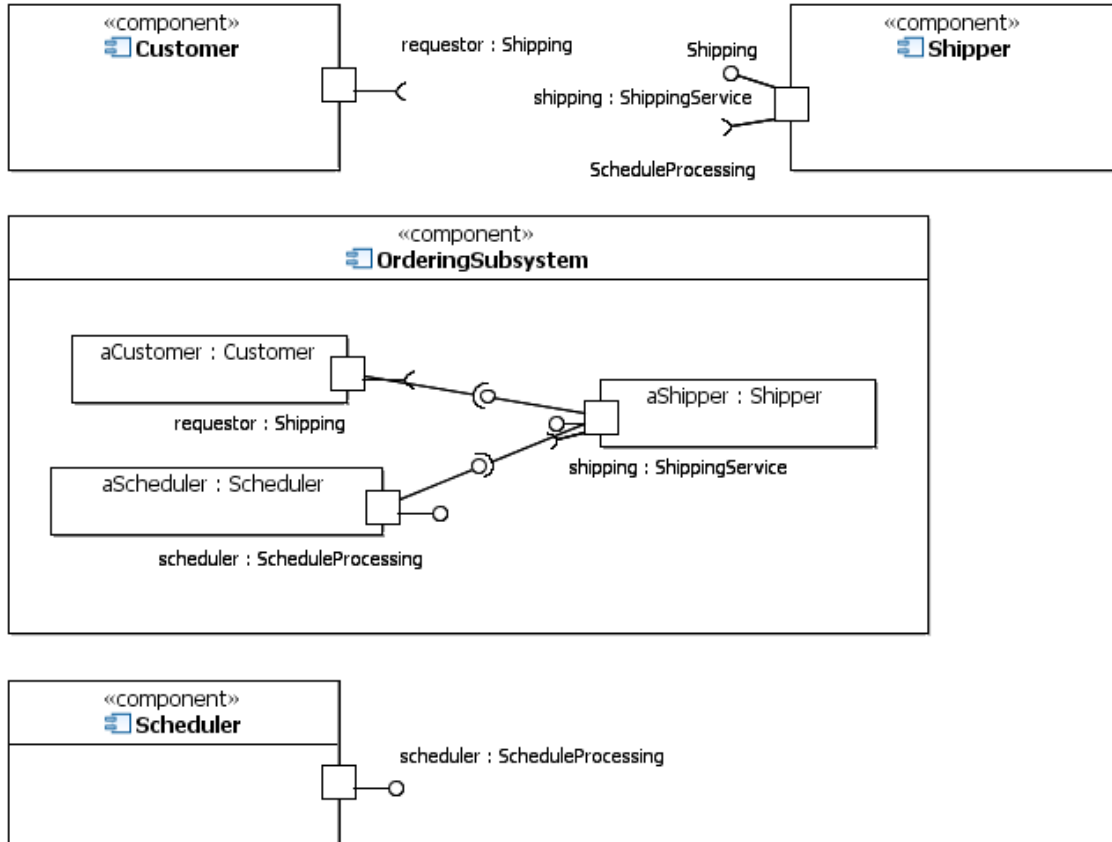 «component»
Customer
requestor : Shipping
Shipping
shipping : ShippingService
ScheduleProcessing
«component»
Shipper
«component»
OrderingSubsystem
aCustomer : Customer
requestor : Shipping
aShipper : Shipper
shipping : ShippingService
aScheduler : Scheduler
scheduler : ScheduleProcessing
«component»
Scheduler
scheduler : ScheduleProcessing